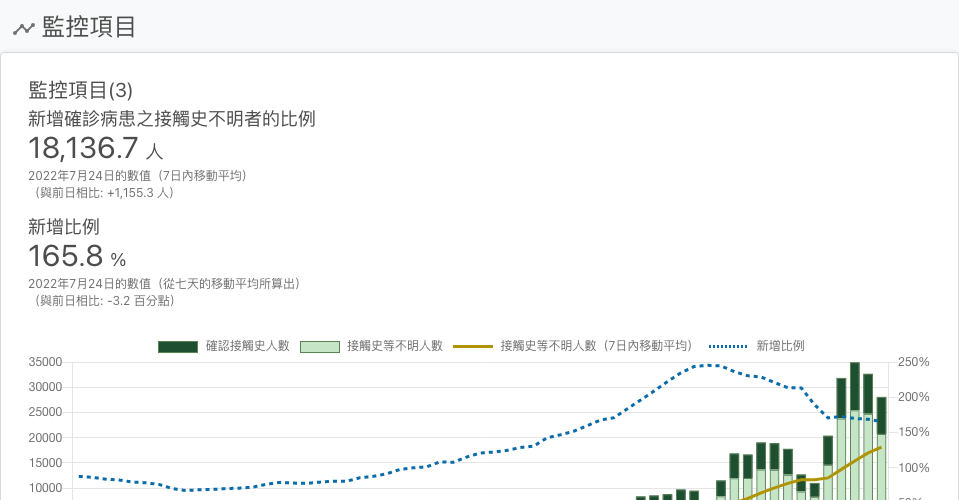 監控項目
監控項目(3)
新增確診病患之接觸史不明者的比例
18,136.7 人
2022年7月24日的數值（7日內移動平均）
（與前日相比: +1,155.3 人）
新增比例
165.8 %
2022年7月24日的數值（從七天的移動平均所算出）
（與前日相比: -3.2 百分點）
確認接觸史人數 接觸史等不明人數 接觸史等不明人數（7日內移動平均） 新增比例
35000 250%
30000
25000 200%
20000 150%
15000 100%
10000